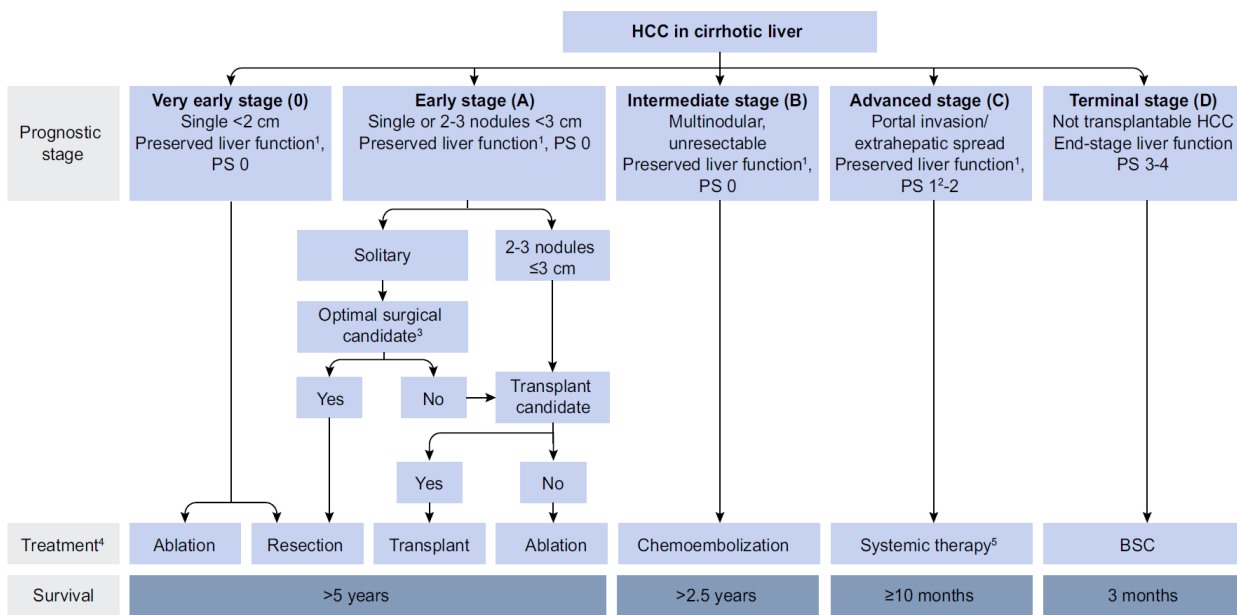 HCC in cirrhotic liver
Prognostic
stage
Very early stage (0)
Single <2 cm
Preserved liver function¹,
PS 0
Early stage (A)
Single or 2-3 nodules <3 cm
Preserved liver function¹, PS 0
Intermediate stage (B)
Multinodular,
unresectable
Preserved liver function¹,
PS 0
Advanced stage (C)
Portal invasion/
extrahepatic spread
Preserved liver function¹,
PS 1²-2
Terminal stage (D)
Not transplantable HCC
End-stage liver function
PS 3-4
Solitary
2-3 nodules
≤3 cm
Optimal surgical
candidate³
Yes
No
Transplant
candidate
Yes
No
Treatment⁴
Ablation
Resection
Transplant
Ablation
Chemoembolization
Systemic therapy⁵
BSC
Survival
>5 years
>2.5 years
≥10 months
3 months